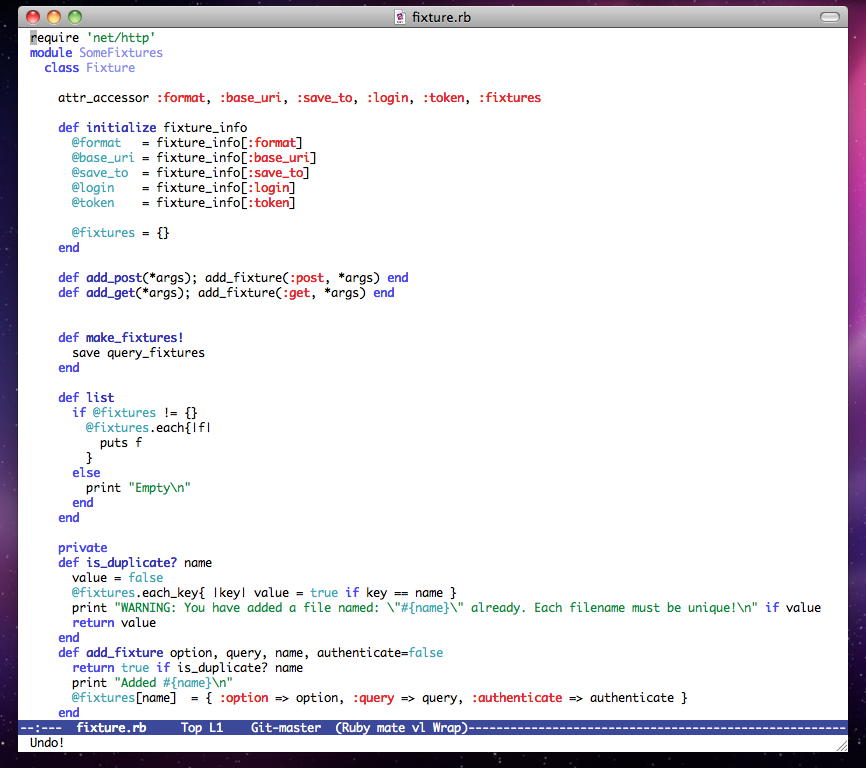 fixture.rb
require 'net/http'
module SomeFixtures
  class Fixture

    attr_accessor :format, :base_uri, :save_to, :login, :token, :fixtures

    def initialize fixture_info
      @format   = fixture_info[:format]
      @base_uri = fixture_info[:base_uri]
      @save_to  = fixture_info[:save_to]
      @login    = fixture_info[:login]
      @token    = fixture_info[:token]

      @fixtures = {}
    end

    def add_post(*args); add_fixture(:post, *args) end
    def add_get(*args); add_fixture(:get, *args) end


    def make_fixtures!
      save query_fixtures
    end

    def list
      if @fixtures != {}
        @fixtures.each{|f|
          puts f
        }
      else
        print "Empty\n"
      end
    end

    private
    def is_duplicate? name
      value = false
      @fixtures.each_key{ |key| value = true if key == name }
      print "WARNING: You have added a file named: \"#{name}\" already. Each filename must be unique!\n" if value
      return value
    end
    def add_fixture option, query, name, authenticate=false
      return true if is_duplicate? name
      print "Added #{name}\n"
      @fixtures[name]  = { :option => option, :query => query, :authenticate => authenticate }
    end
--:---  fixture.rb     Top L1    Git-master  (Ruby mate vl Wrap)------------------------------------------------------
Undo!